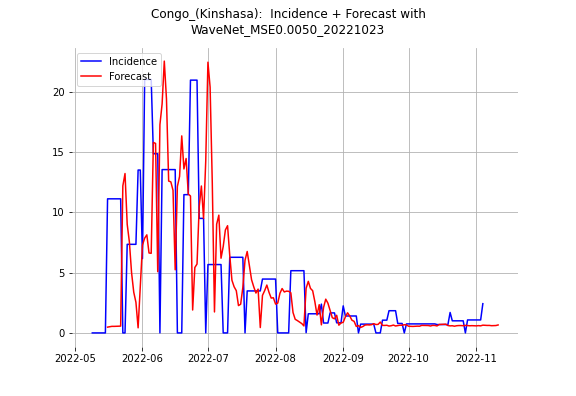 Congo_(Kinshasa):  Incidence + Forecast with
WaveNet_MSE0.0050_20221023
Incidence
Forecast
20
15
10
5
0
2022-05 2022-06 2022-07 2022-08 2022-09 2022-10 2022-11